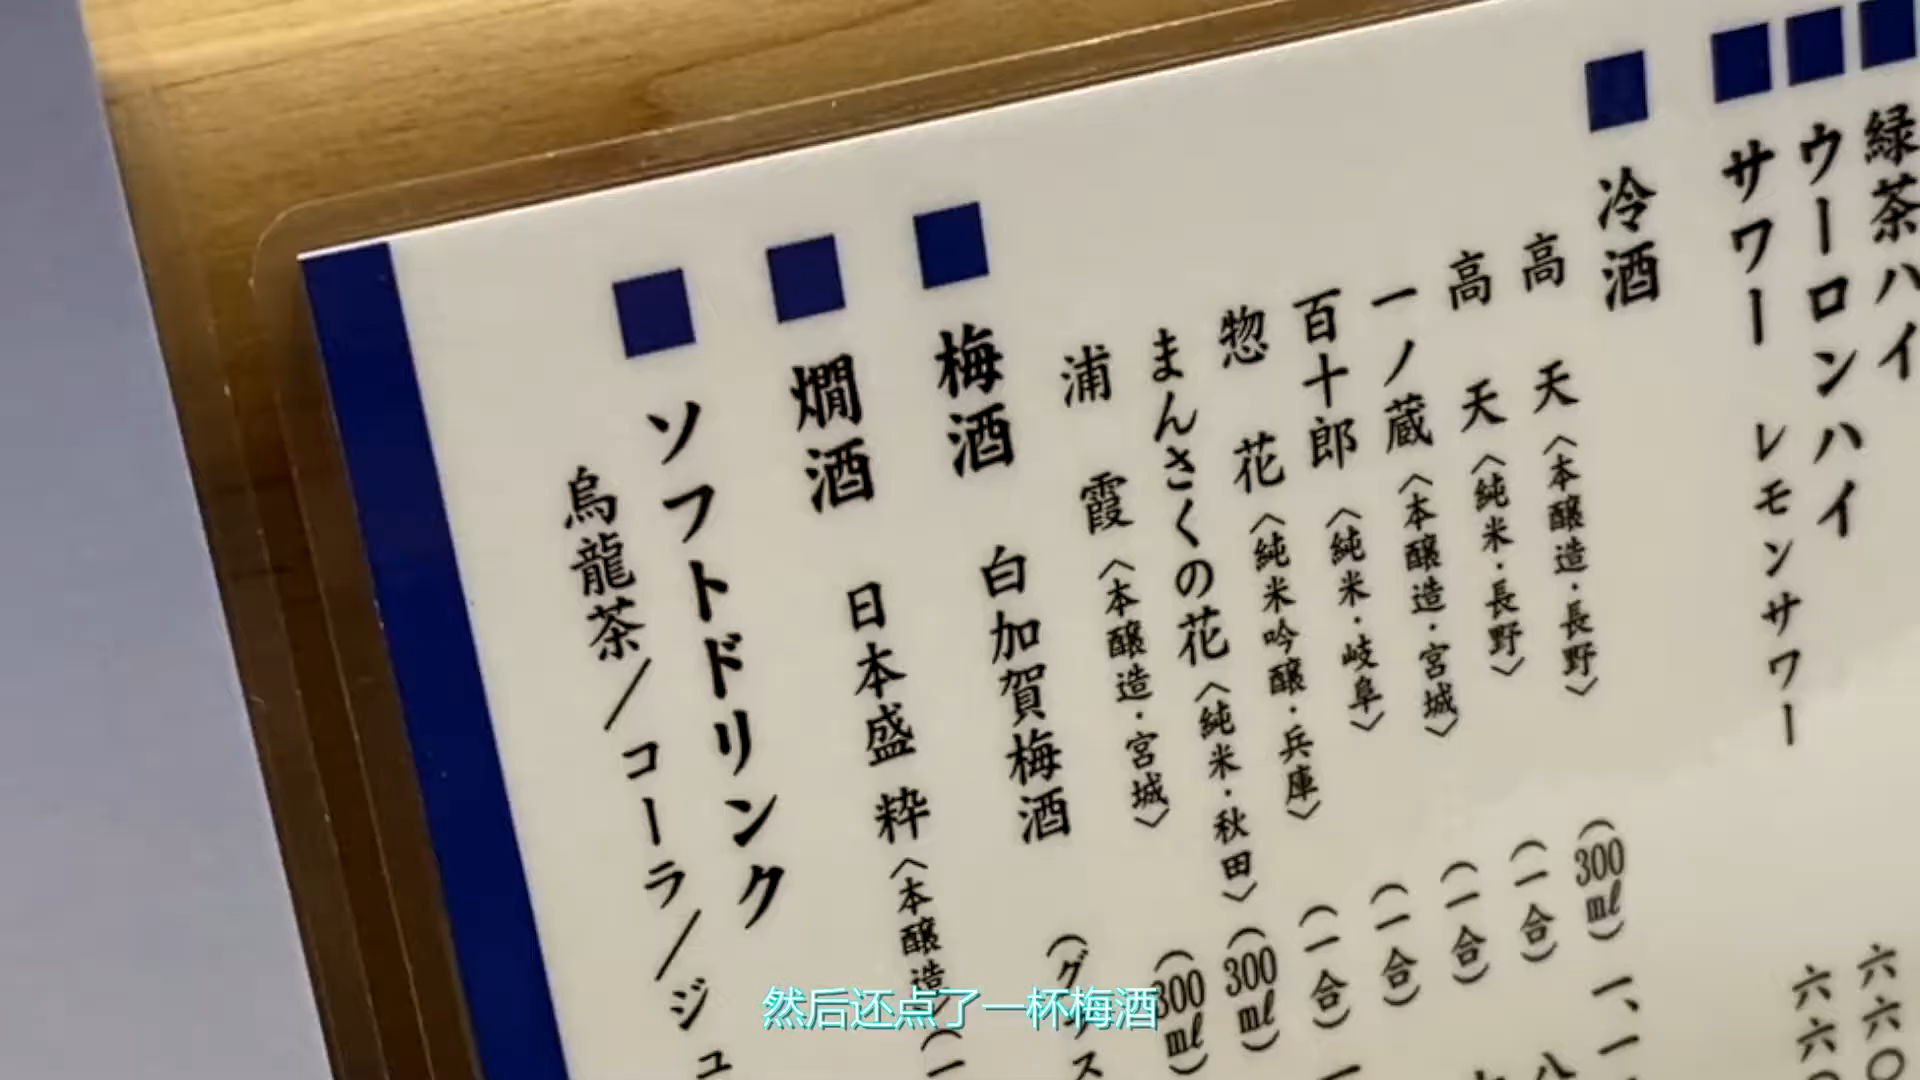 緑茶ハイ
ウーロンハイ 六六〇
サワー レモンサワー 六六
冷酒
高天〈本醸造・長野〉(300㎖) 一、一
高天〈純米・長野〉(一合) 八
一ノ蔵〈本醸造・宮城〉(一合)
百十郎〈純米・岐阜〉(一合)
惣花〈純米吟醸・兵庫〉(一合)
まんさくの花〈純米・秋田〉(300㎖)
浦霞〈本醸造・宮城〉(300㎖)
梅酒 白加賀梅酒 (グラス
燗酒 日本盛 粋〈本醸造〉(一
ソフトドリンク
烏龍茶／コーラ／ジュ
然后还点了一杯梅酒